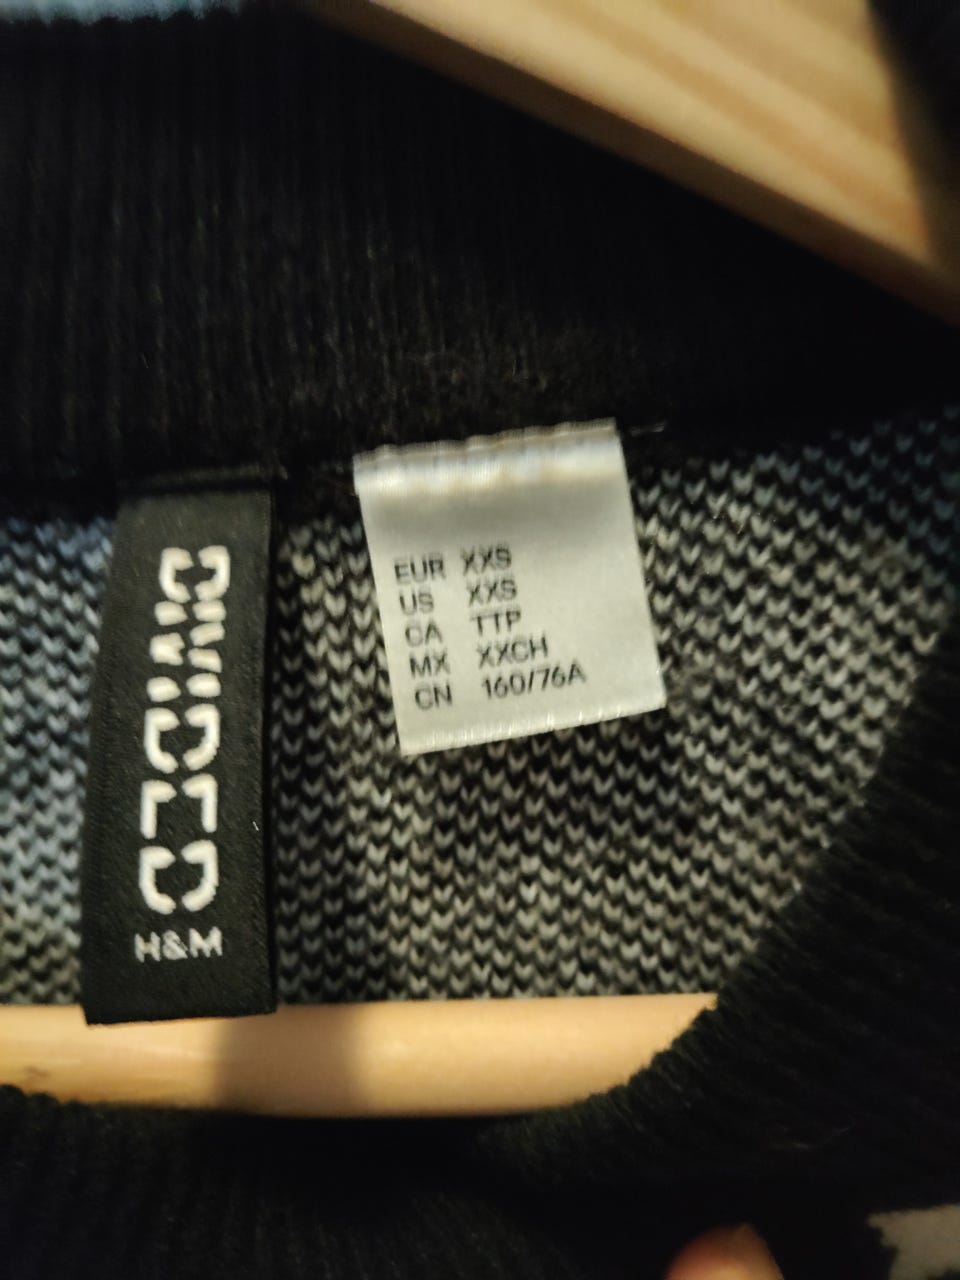 DIVIDED
H&M
EUR XXS
US XXS
CA TTP
MX XXCH
CN 160/76A